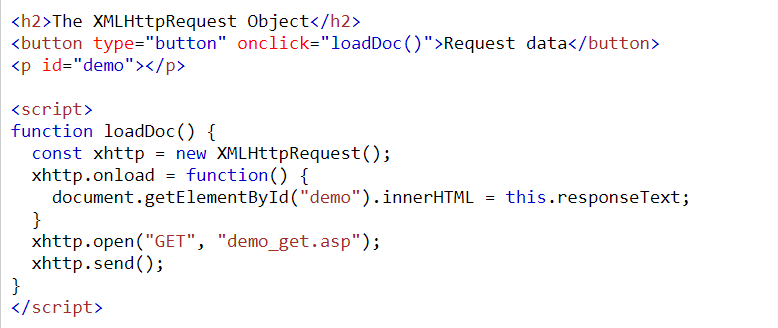 <h2>The XMLHttpRequest Object</h2>
<button type="button" onclick="loadDoc()">Request data</button>
<p id="demo"></p>

<script>
function loadDoc() {
  const xhttp = new XMLHttpRequest();
  xhttp.onload = function() {
    document.getElementById("demo").innerHTML = this.responseText;
  }
  xhttp.open("GET", "demo_get.asp");
  xhttp.send();
}
</script>